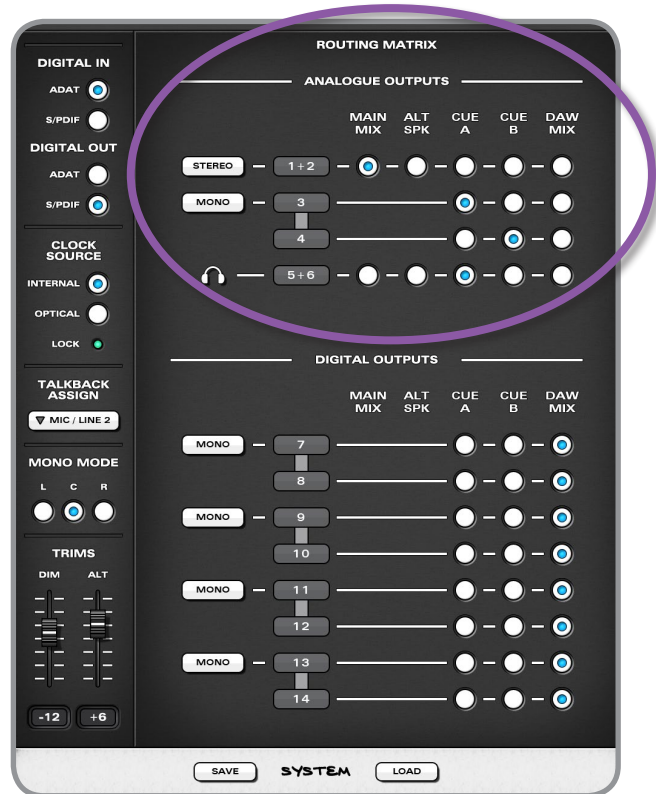 DIGITAL IN
ADAT
S/PDIF
DIGITAL OUT
ADAT
S/PDIF
CLOCK
SOURCE
INTERNAL
OPTICAL
LOCK
TALKBACK
ASSIGN
MIC / LINE 2
MONO MODE
L C R
TRIMS
DIM ALT
-12 +6
ROUTING MATRIX
ANALOGUE OUTPUTS
MAIN ALT CUE CUE DAW
MIX SPK A B MIX
STEREO 1+2
MONO 3
4
5+6
DIGITAL OUTPUTS
MAIN ALT CUE CUE DAW
MIX SPK A B MIX
MONO 7
8
MONO 9
10
MONO 11
12
MONO 13
14
SAVE SYSTEM LOAD